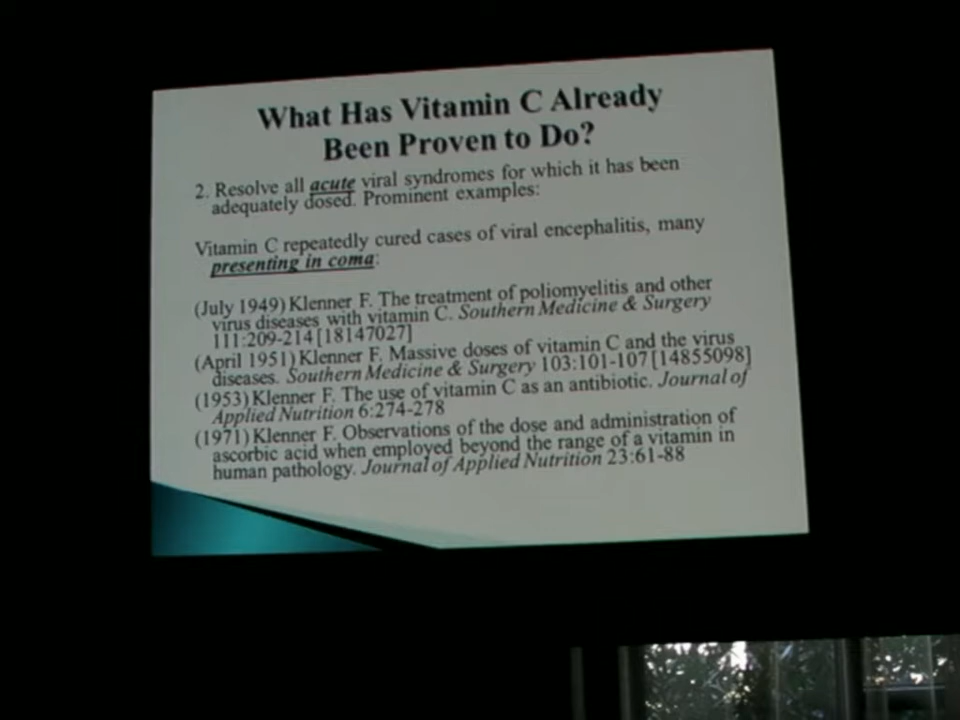 What Has Vitamin C Already
Been Proven to Do?
2. Resolve all acute viral syndromes for which it has been
adequately dosed. Prominent examples:
Vitamin C repeatedly cured cases of viral encephalitis, many
presenting in coma:
(July 1949) Klenner F. The treatment of poliomyelitis and other
virus diseases with vitamin C. Southern Medicine & Surgery
111:209-214 [18147027]
(April 1951) Klenner F. Massive doses of vitamin C and the virus
diseases. Southern Medicine & Surgery 103:101-107 [14855098]
(1953) Klenner F. The use of vitamin C as an antibiotic. Journal of
Applied Nutrition 6:274-278
(1971) Klenner F. Observations of the dose and administration of
ascorbic acid when employed beyond the range of a vitamin in
human pathology. Journal of Applied Nutrition 23:61-88